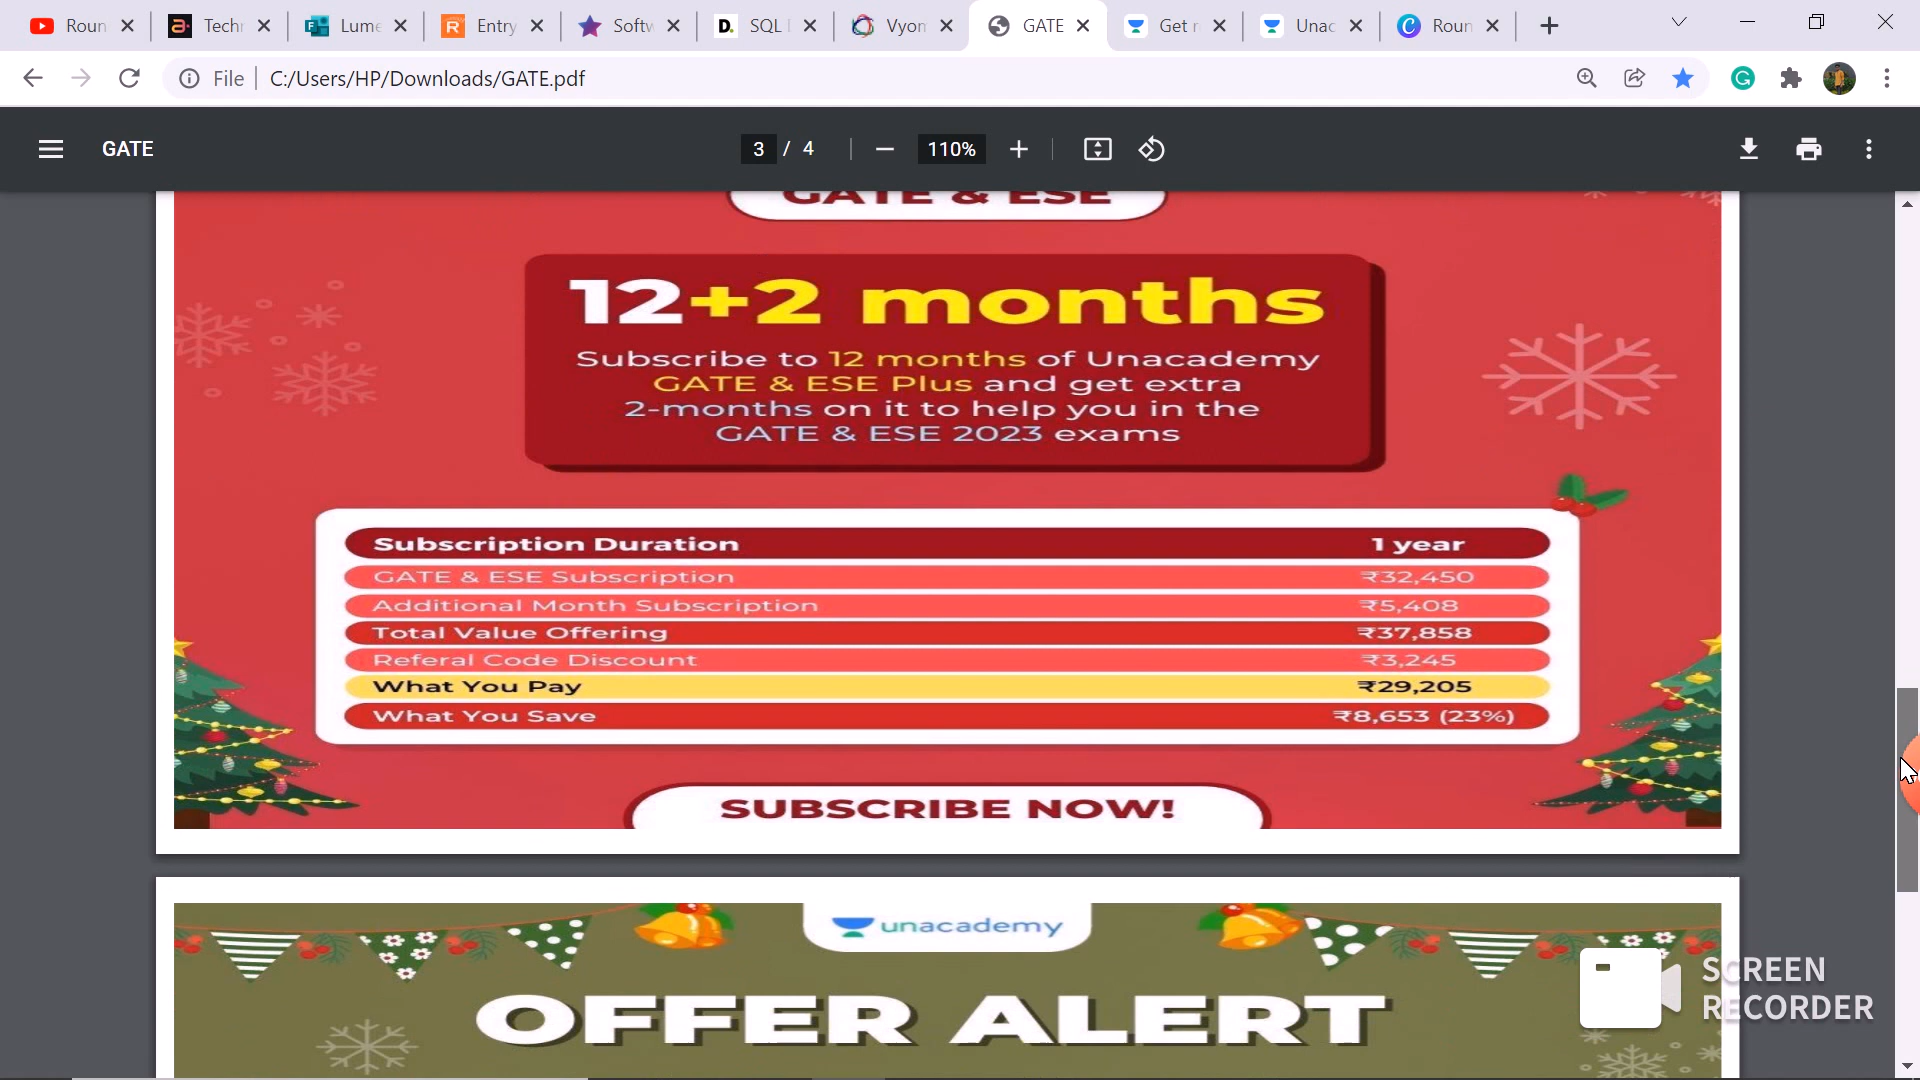 Roun
Techr
Lume
Entry
Softw
D.
SQL
Vyom
GATE
Get r
Unac
Roun
File
C:/Users/HP/Downloads/GATE.pdf
GATE
3 / 4
110%
GATE & ESE
12+2 months
Subscribe to 12 months of Unacademy
GATE & ESE Plus and get extra
2-months on it to help you in the
GATE & ESE 2023 exams
Subscription Duration 1 year
GATE & ESE Subscription ₹32,450
Additional Month Subscription ₹5,408
Total Value Offering ₹37,858
Referal Code Discount ₹3,245
What You Pay ₹29,205
What You Save ₹8,653 (23%)
SUBSCRIBE NOW!
unacademy
OFFER ALERT
SCREEN
RECORDER